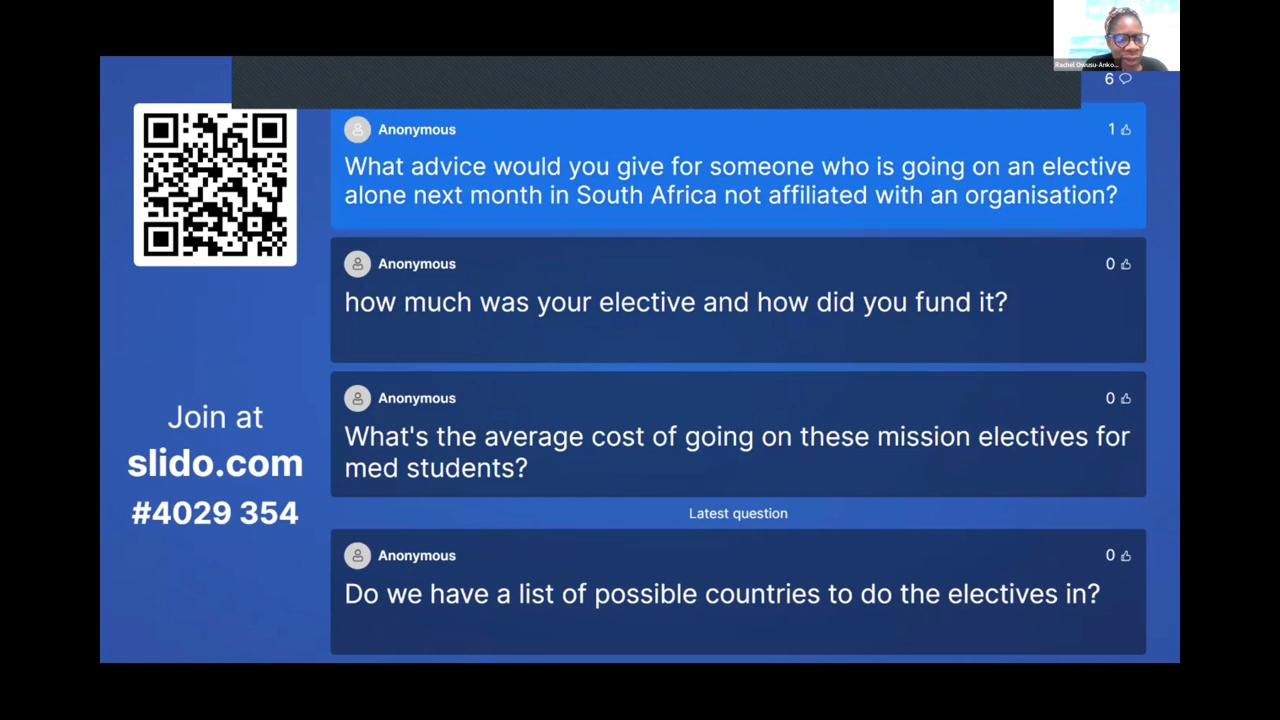 Rachel Owusu-Anko...
6
Anonymous
1
What advice would you give for someone who is going on an elective
alone next month in South Africa not affiliated with an organisation?
Anonymous
0
how much was your elective and how did you fund it?
Anonymous
0
What's the average cost of going on these mission electives for
med students?
Latest question
Anonymous
0
Do we have a list of possible countries to do the electives in?
Join at
slido.com
#4029 354